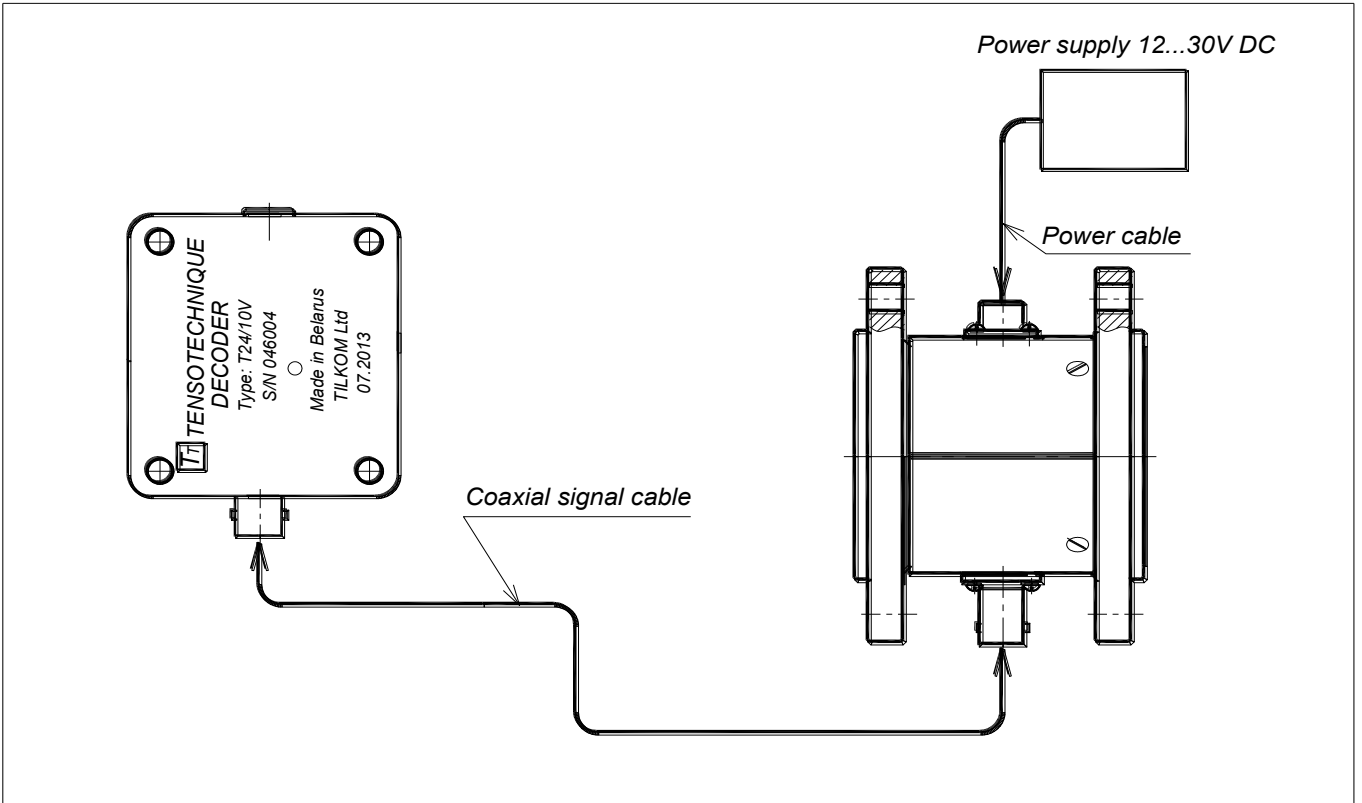 Power supply 12...30V DC
Power cable
TT TENSOTECHNIQUE
DECODER
Type: T24/10V
S/N 046004
Made in Belarus
TILKOM Ltd
07.2013
Coaxial signal cable